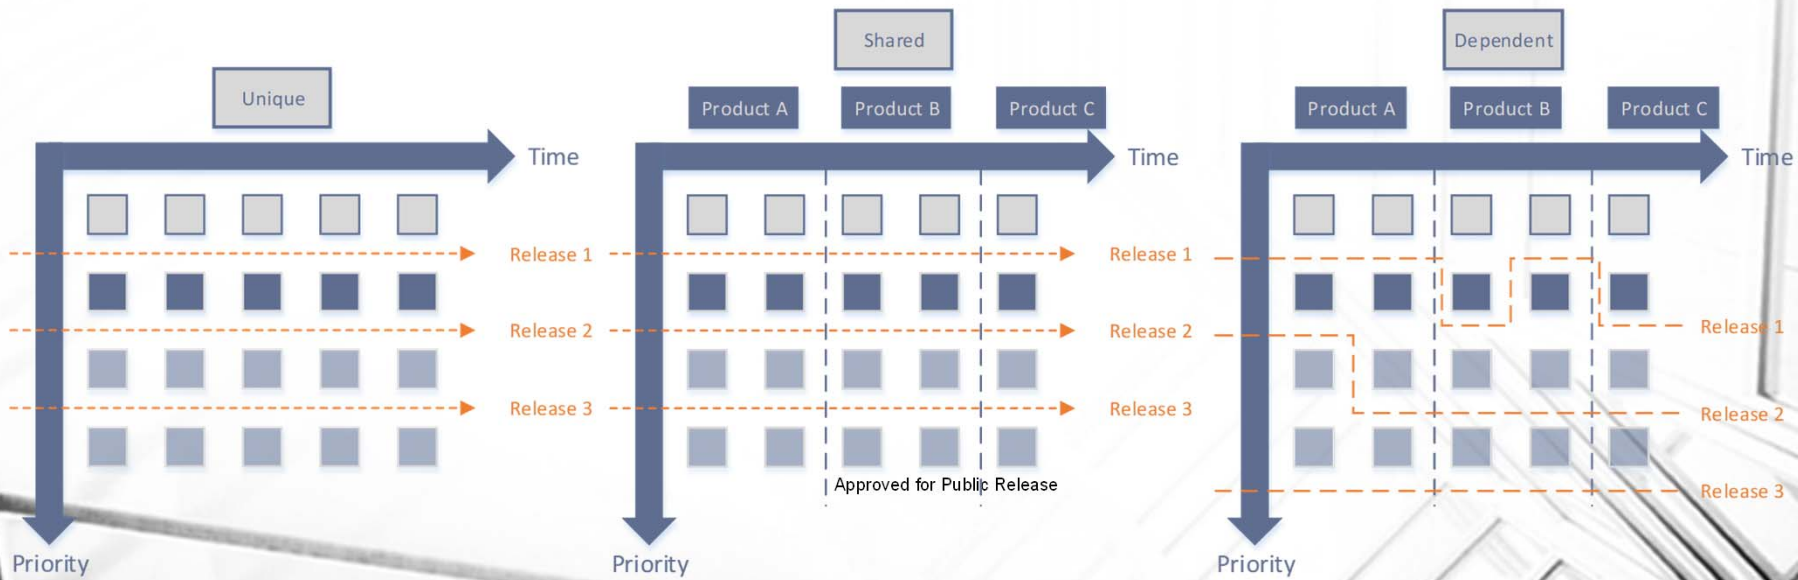 Unique
Time
Release 1
Release 2
Release 3
Priority
Shared
Product A
Product B
Product C
Time
Release 1
Release 2
Release 3
Approved for Public Release
Priority
Dependent
Product A
Product B
Product C
Time
Release 1
Release 2
Release 3
Priority